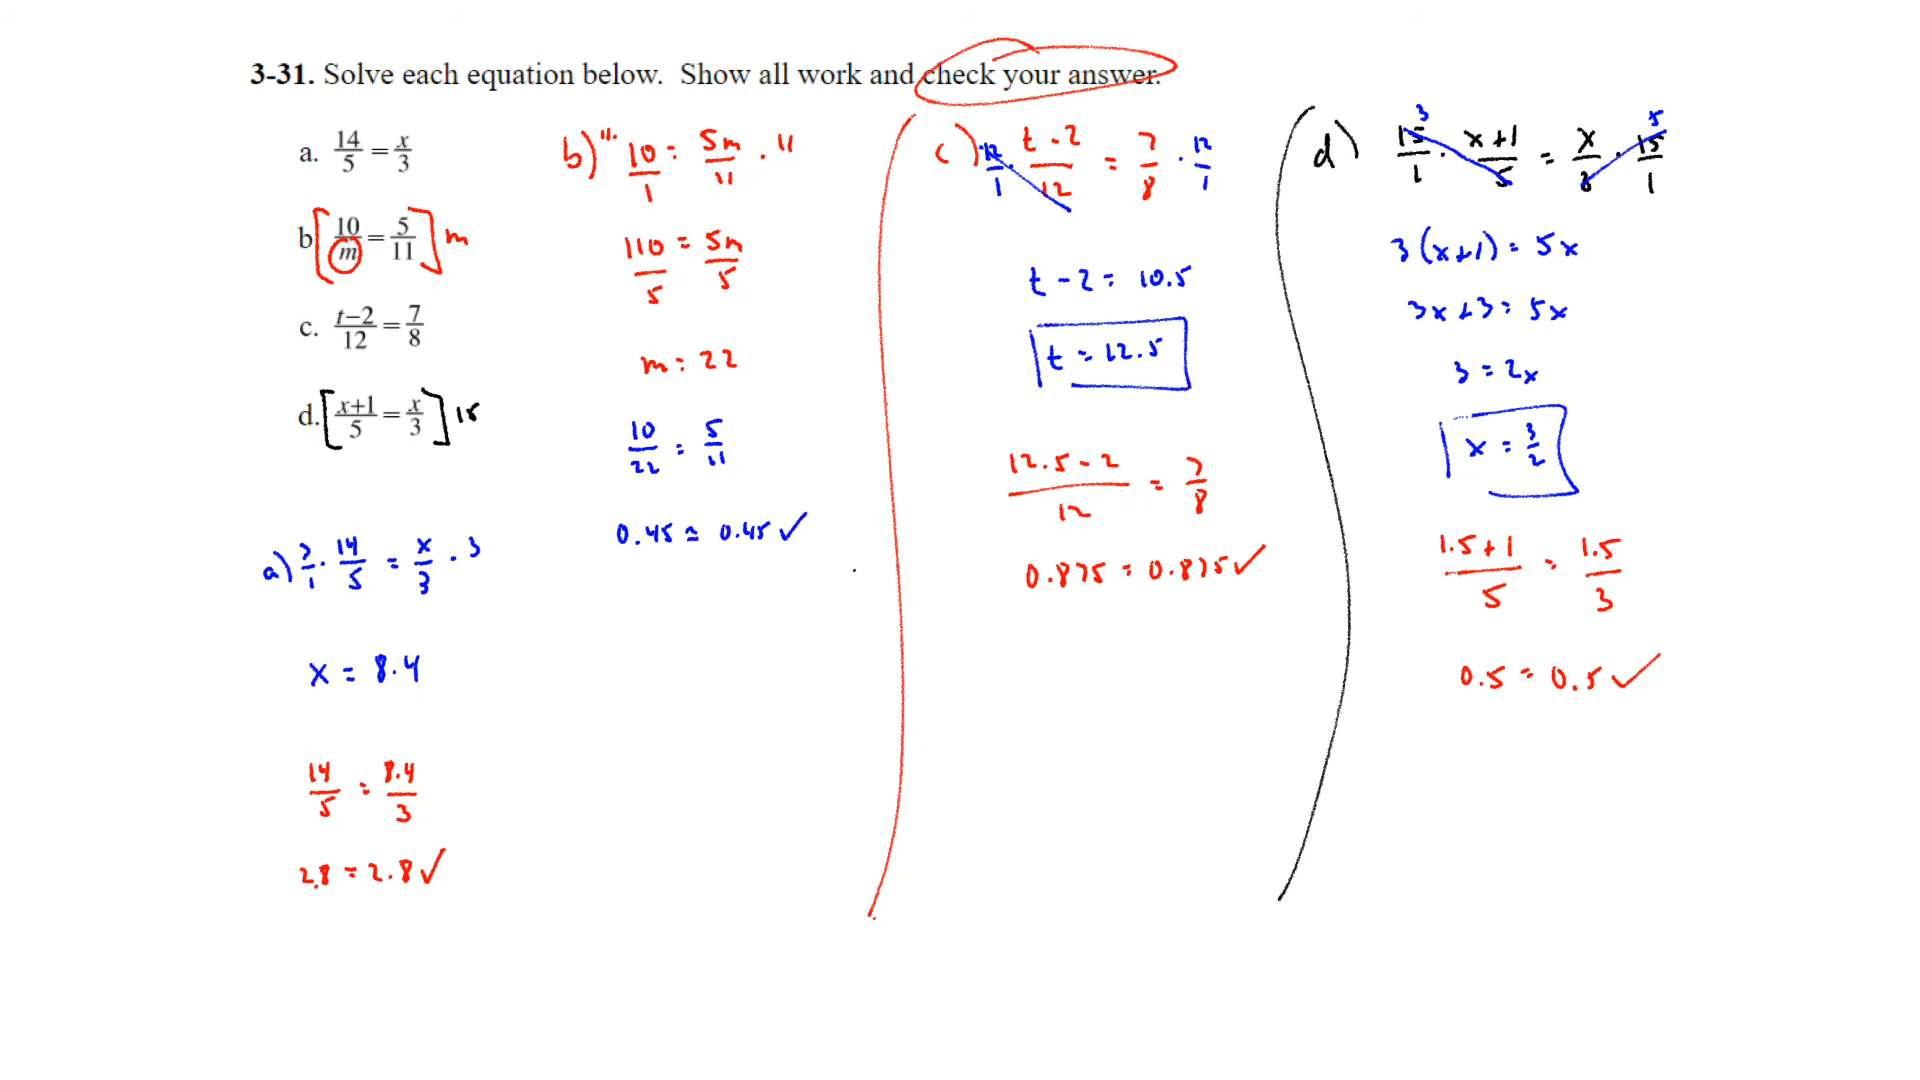 3-31. Solve each equation below. Show all work and check your answer.
a. 14/5 = x/3
b [ 10/m = 5/11 ] m
c. t−2/12 = 7/8
d. [ x+1/5 = x/3 ] 15
a) 3/1 · 14/5 = x/3 · 3
x = 8.4
14/5 = 8.4/3
2.8 = 2.8 ✓
b) 11 · 10/1 = 5m/11 · 11
110/5 = 5m/5
m = 22
10/22 = 5/11
0.45 = 0.45 ✓
c) 12/1 · t-2/12 = 7/8 · 12/1
t - 2 = 10.5
t = 12.5
12.5 - 2/12 = 7/8
0.875 = 0.875 ✓
d) 3 5
15/1 · x+1/5 = x/3 · 15/1
3(x+1) = 5x
3x+3 = 5x
3 = 2x
x = 3/2
1.5+1/5 = 1.5/3
0.5 = 0.5 ✓